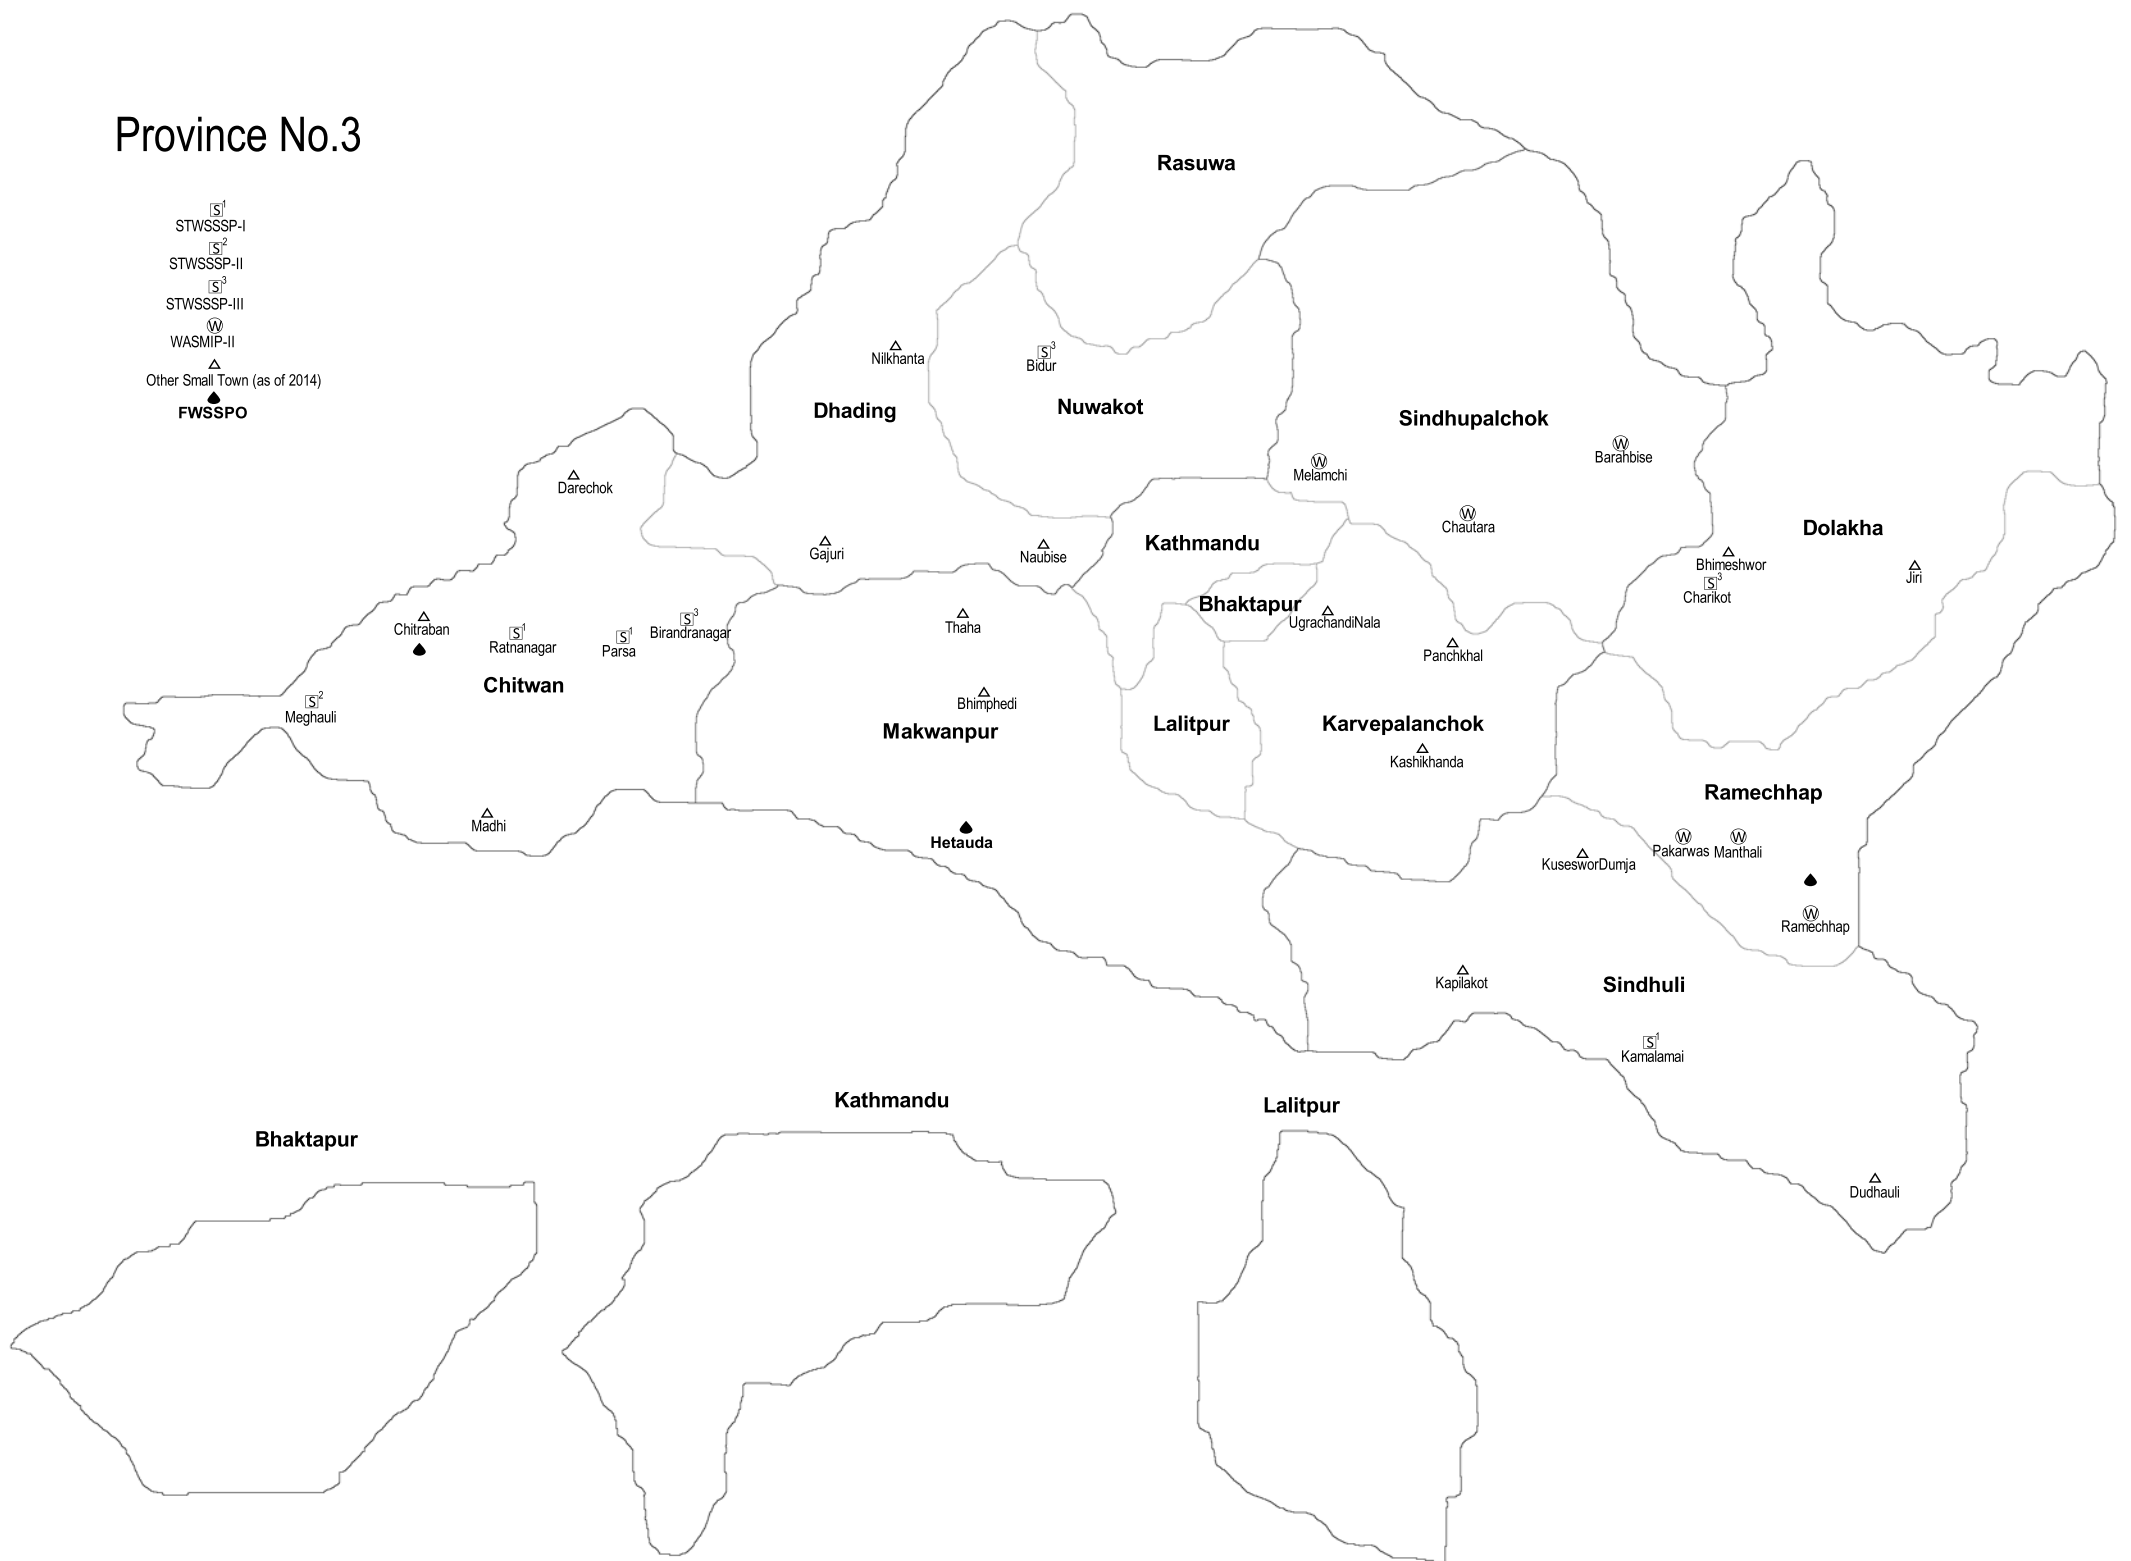 Province No.3
S1
STWSSSP-I
S2
STWSSSP-II
S3
STWSSSP-III
W
WASMIP-II
Other Small Town (as of 2014)
FWSSPO
Rasuwa
Nilkhanta
S3
Bidur
Dhading
Nuwakot
Sindhupalchok
W
Melamchi
W
Barahbise
Darechok
W
Chautara
Dolakha
Gajuri
Naubise
Kathmandu
Bhimeshwor
S3
Charikot
Jiri
Chitraban
S1
Ratnanagar
S1
Parsa
S3
Birandranagar
Thaha
Bhaktapur
UgrachandiNala
Panchkhal
Chitwan
S2
Meghauli
Bhimphedi
Makwanpur
Lalitpur
Karvepalanchok
Kashikhanda
Ramechhap
Madhi
Hetauda
KusesworDumja
W
Pakarwas
W
Manthali
W
Ramechhap
Kapilakot
Sindhuli
S1
Kamalamai
Dudhauli
Bhaktapur
Kathmandu
Lalitpur